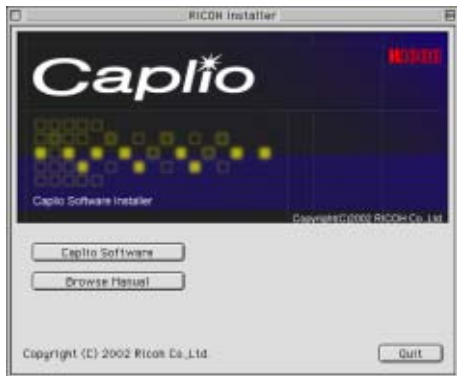 RICOH Installer
Caplio
RICOH
Caplio Software Installer
Copyright(C)2002 RICOH Co.,Ltd.
Caplio Software
Browse Manual
Copyright (C) 2002 Ricoh Co.,Ltd.
Quit